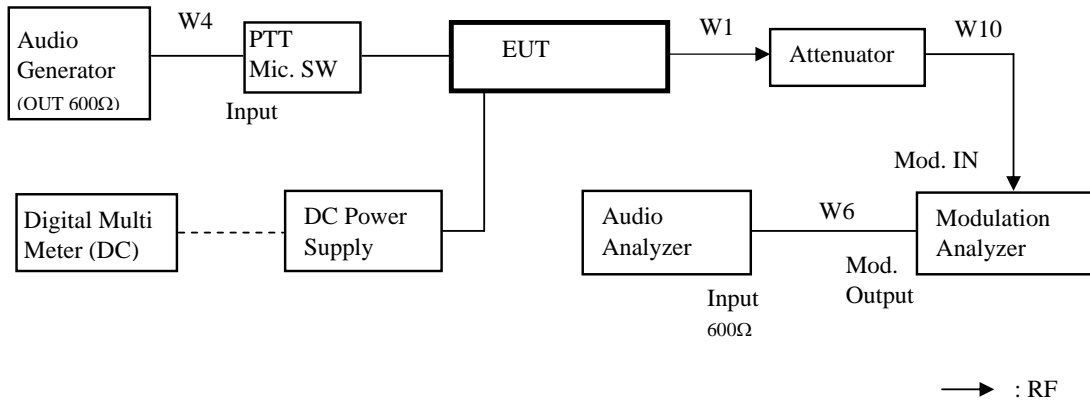 W4
W1
W10
Audio
Generator
(OUT 600Ω)
PTT
Mic. SW
EUT
Attenuator
Input
Mod. IN
Digital Multi
Meter (DC)
DC Power
Supply
Audio
Analyzer
W6
Modulation
Analyzer
Mod.
Output
Input
600Ω
: RF